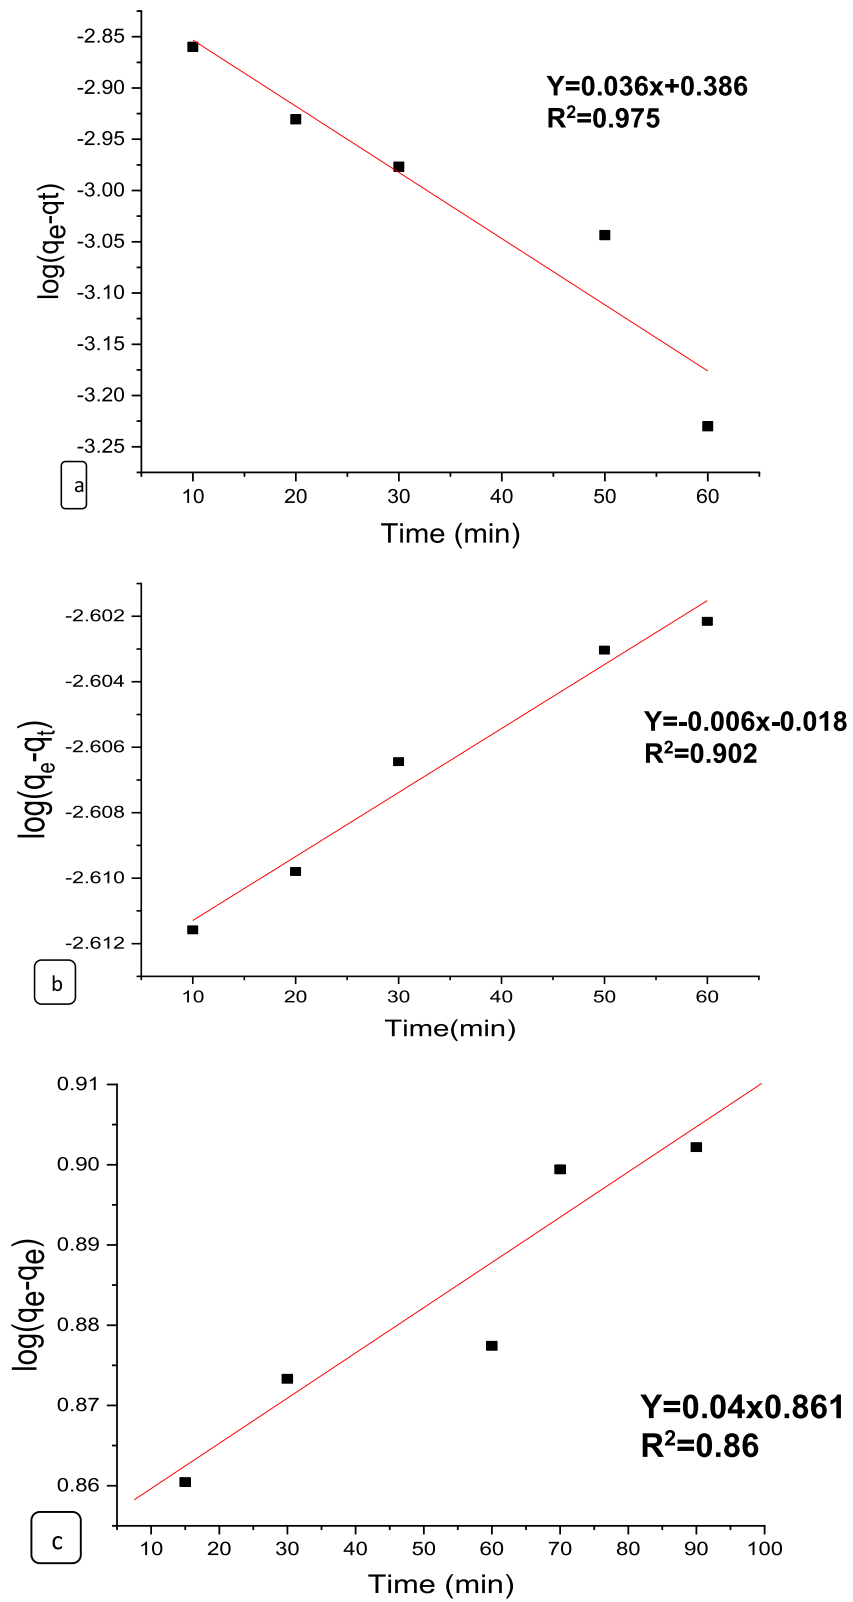 -2.85
-2.90
-2.95
-3.00
-3.05
-3.10
-3.15
-3.20
-3.25
log(qe-qt)
Y=0.036x+0.386
R²=0.975
a
10 20 30 40 50 60
Time (min)
-2.602
-2.604
-2.606
-2.608
-2.610
-2.612
log(qe-qt)
Y=-0.006x-0.018
R²=0.902
b
10 20 30 40 50 60
Time(min)
0.91
0.90
0.89
0.88
0.87
0.86
log(qe-qe)
Y=0.04x0.861
R²=0.86
c
10 20 30 40 50 60 70 80 90 100
Time (min)